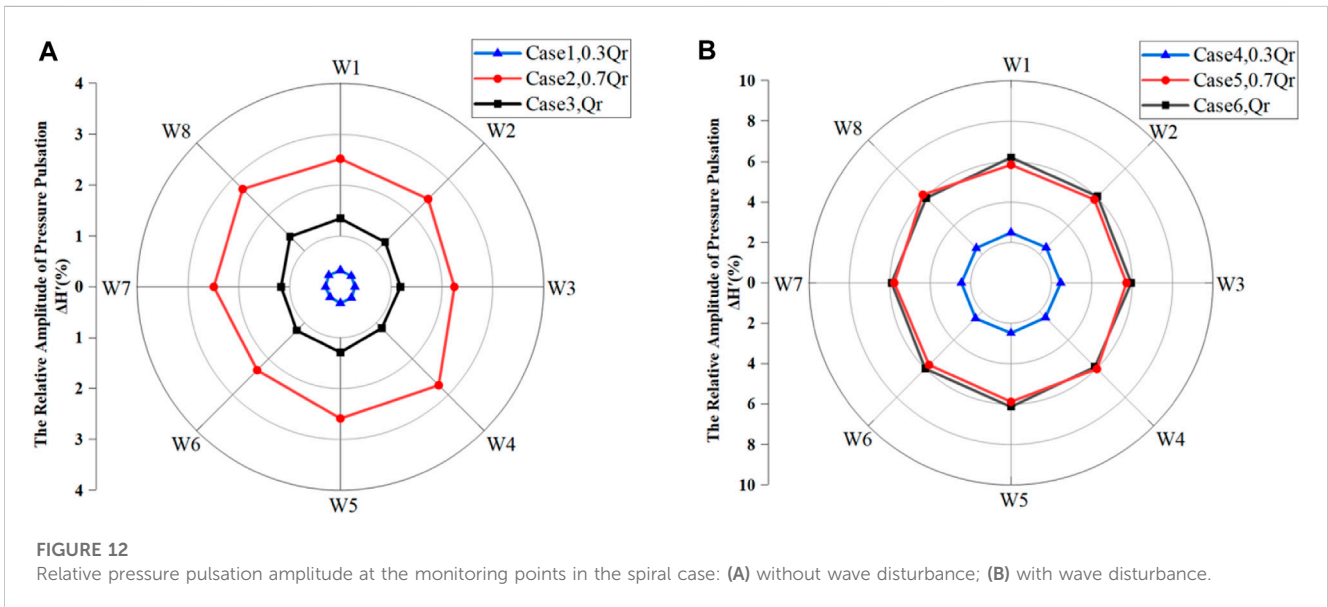 A
Case1,0.3Qr
Case2,0.7Qr
Case3,Qr
The Relative Amplitude of Pressure Pulsation
ΔH'(%)
4
3
2
1
0
1
2
3
4
W1
W2
W3
W4
W5
W6
W7
W8
B
Case4,0.3Qr
Case5,0.7Qr
Case6,Qr
The Relative Amplitude of Pressure Pulsation
ΔH'(%)
10
8
6
4
2
0
2
4
6
8
10
W1
W2
W3
W4
W5
W6
W7
W8
FIGURE 12
Relative pressure pulsation amplitude at the monitoring points in the spiral case: (A) without wave disturbance; (B) with wave disturbance.